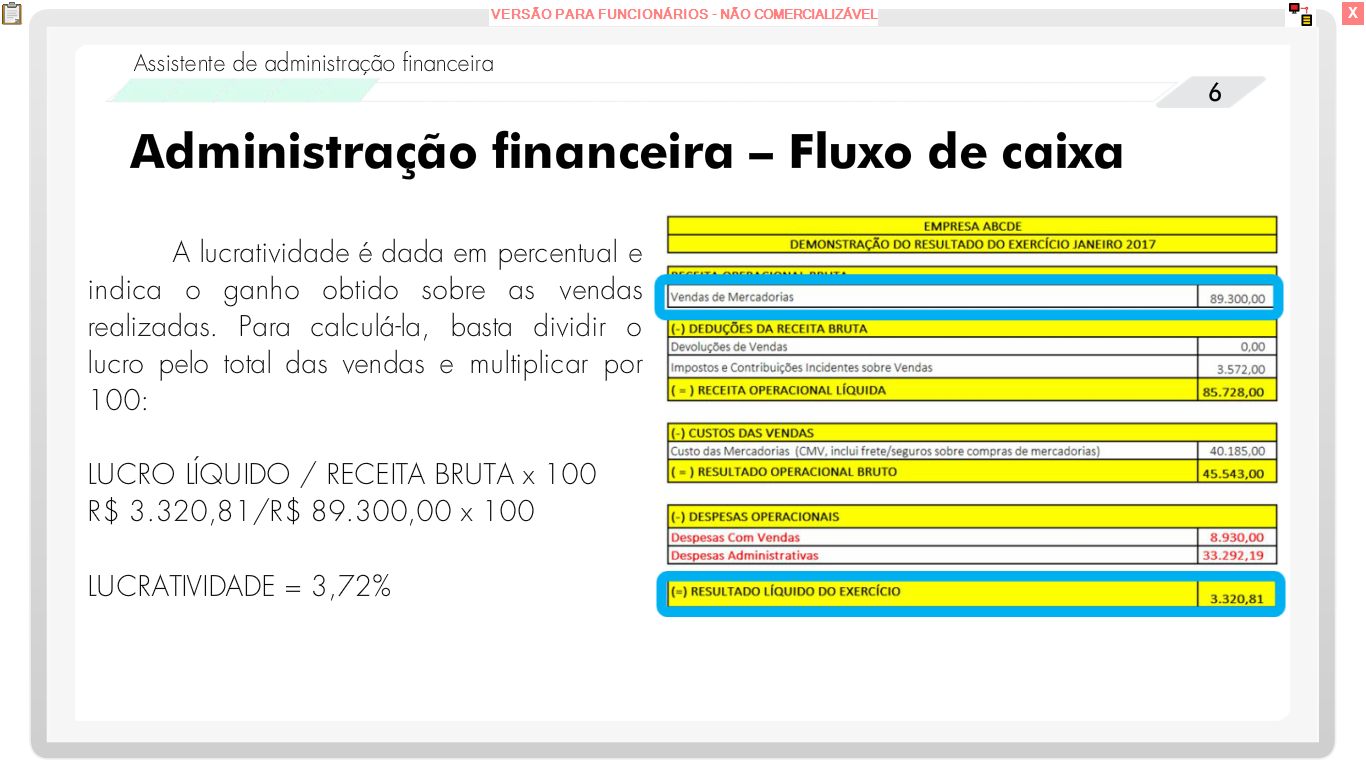 VERSÃO PARA FUNCIONÁRIOS - NÃO COMERCIALIZÁVEL
X
Assistente de administração financeira
6
Administração financeira – Fluxo de caixa
A lucratividade é dada em percentual e
indica o ganho obtido sobre as vendas
realizadas. Para calculá-la, basta dividir o
lucro pelo total das vendas e multiplicar por
100:
LUCRO LÍQUIDO / RECEITA BRUTA x 100
R$ 3.320,81/R$ 89.300,00 x 100
LUCRATIVIDADE = 3,72%
EMPRESA ABCDE
DEMONSTRAÇÃO DO RESULTADO DO EXERCÍCIO JANEIRO 2017
RECEITA OPERACIONAL BRUTA
Vendas de Mercadorias 89.300,00
(-) DEDUÇÕES DA RECEITA BRUTA
Devoluções de Vendas 0,00
Impostos e Contribuições Incidentes sobre Vendas 3.572,00
( = ) RECEITA OPERACIONAL LÍQUIDA 85.728,00
(-) CUSTOS DAS VENDAS
Custo das Mercadorias (CMV, inclui frete/seguros sobre compras de mercadorias) 40.185,00
( = ) RESULTADO OPERACIONAL BRUTO 45.543,00
(-) DESPESAS OPERACIONAIS
Despesas Com Vendas 8.930,00
Despesas Administrativas 33.292,19
(=) RESULTADO LÍQUIDO DO EXERCÍCIO 3.320,81